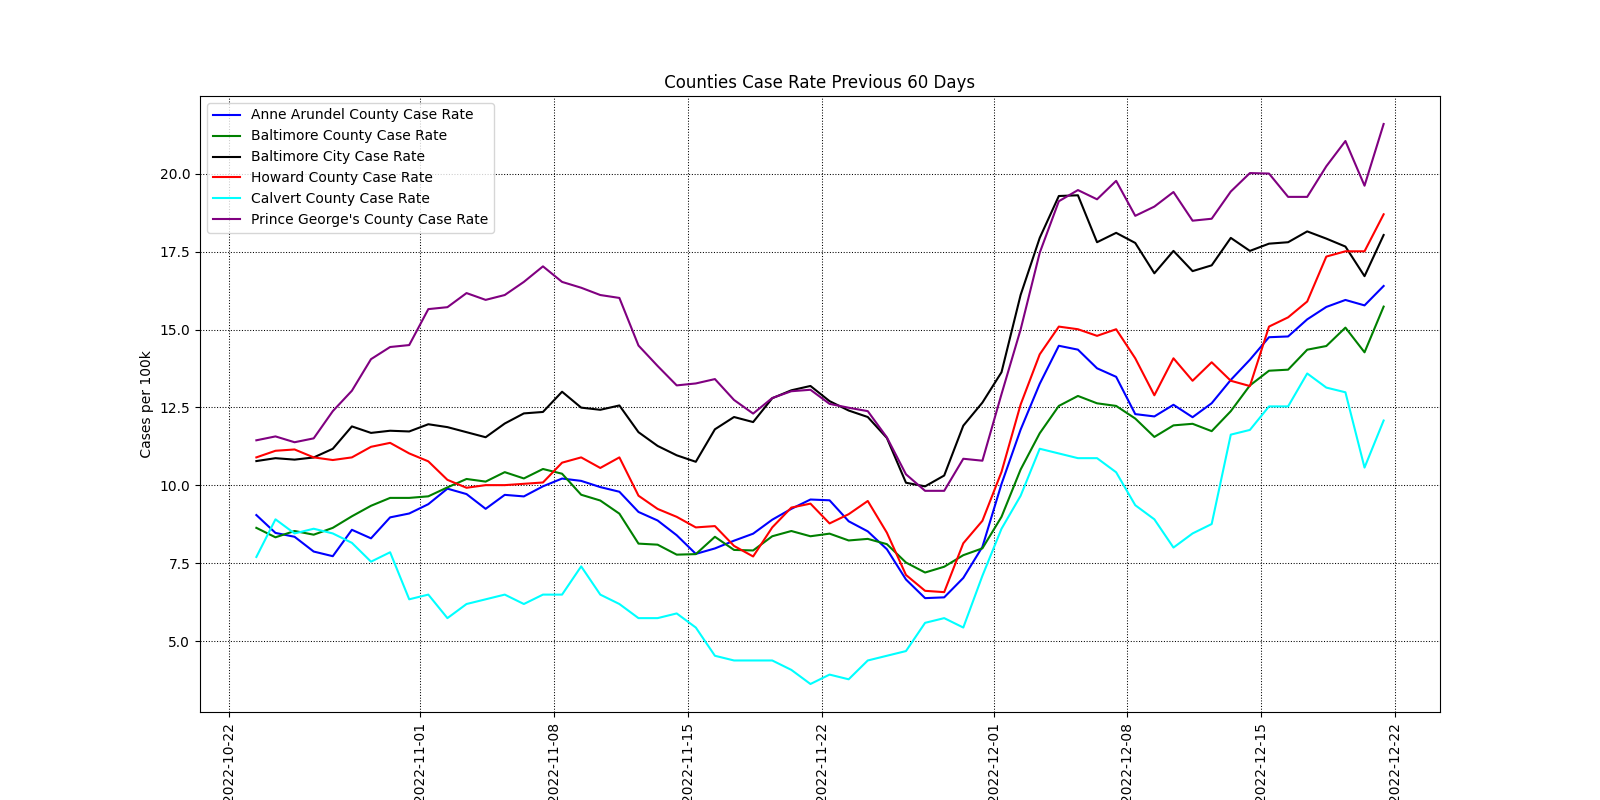 Counties Case Rate Previous 60 Days
Anne Arundel County Case Rate
Baltimore County Case Rate
Baltimore City Case Rate
Howard County Case Rate
Calvert County Case Rate
Prince George's County Case Rate
Cases per 100k
20.0
17.5
15.0
12.5
10.0
7.5
5.0
2022-10-22
2022-11-01
2022-11-08
2022-11-15
2022-11-22
2022-12-01
2022-12-08
2022-12-15
2022-12-22